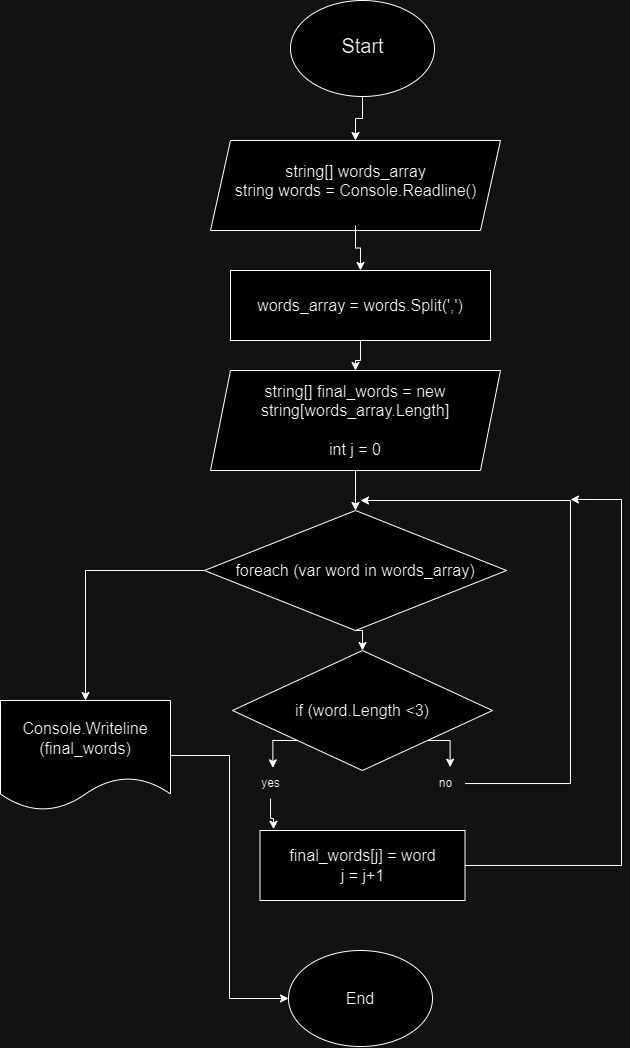 Start
string[] words_array
string words = Console.Readline()
words_array = words.Split(',')
string[] final_words = new
string[words_array.Length]
int j = 0
foreach (var word in words_array)
if (word.Length <3)
Console.Writeline
(final_words)
yes
no
final_words[j] = word
j = j+1
End